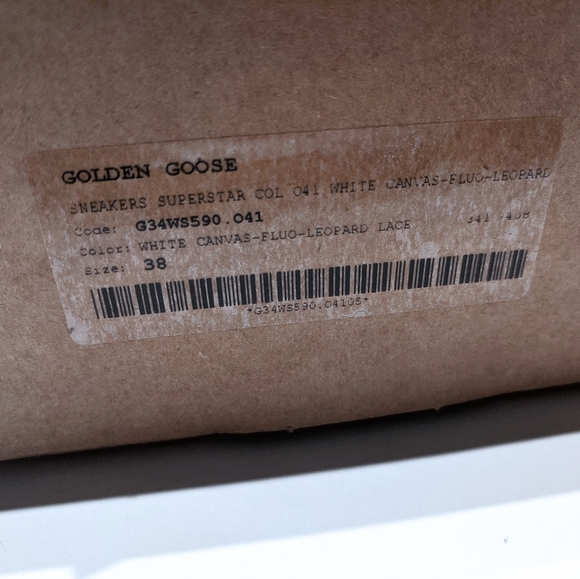 GOLDEN GOOSE
SNEAKERS SUPERSTAR COL 041 WHITE CANVAS-FLUO-LEOPARD
Code: G34WS590.041
Color: WHITE CANVAS-FLUO-LEOPARD LACE
Size: 38
*G34WS590.04105*